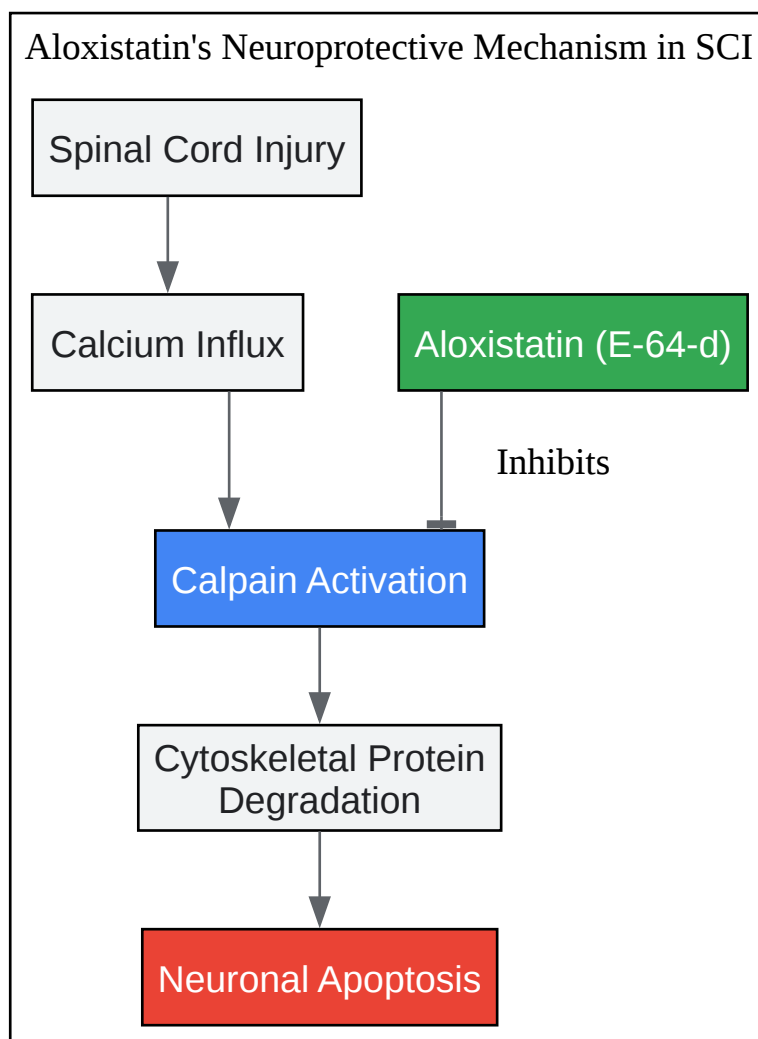 Aloxistatin's Neuroprotective Mechanism in SCI
Spinal Cord Injury
Calcium Influx
Aloxistatin (E-64-d)
Inhibits
Calpain Activation
Cytoskeletal Protein
Degradation
Neuronal Apoptosis